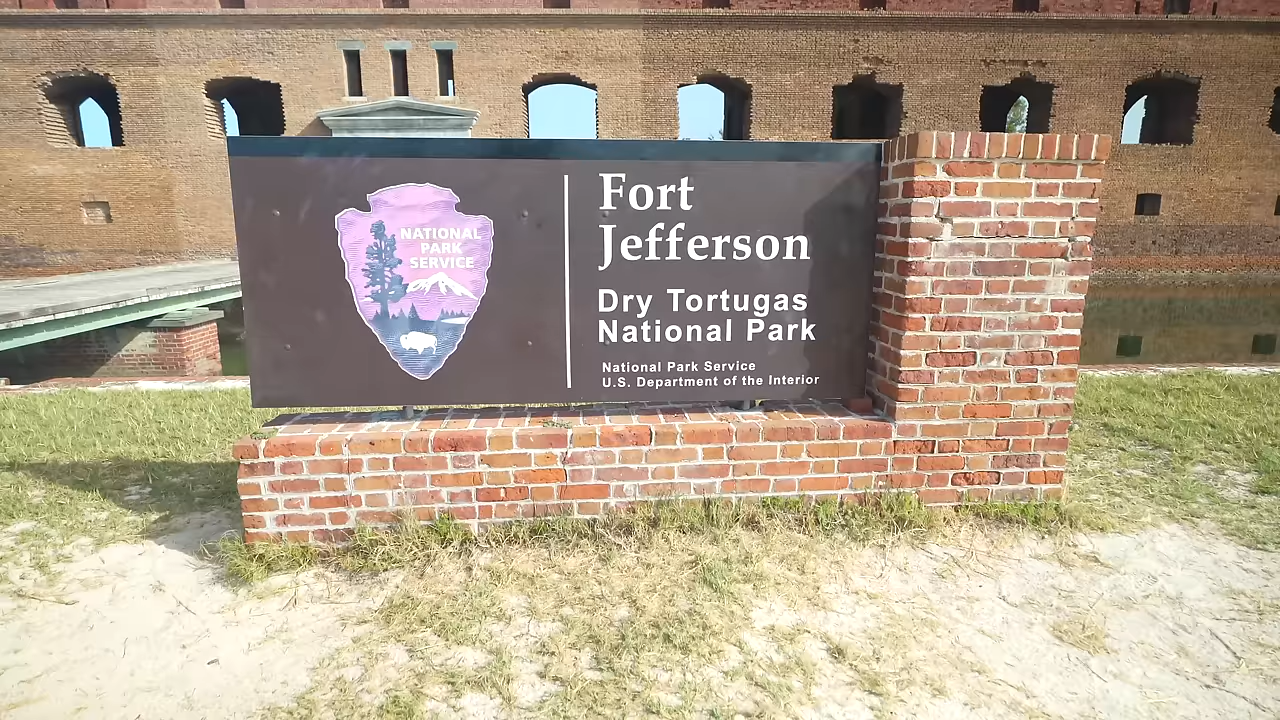 NATIONAL
PARK
SERVICE
Fort
Jefferson
Dry Tortugas
National Park
National Park Service
U.S. Department of the Interior